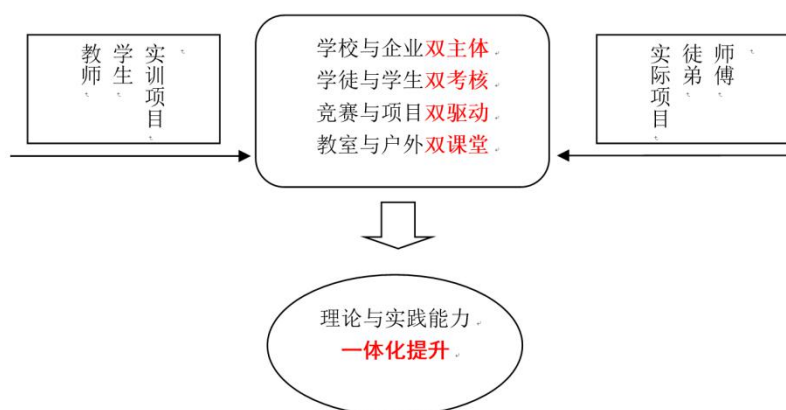 实训项目
学生
教师
学校与企业双主体
学徒与学生双考核
竞赛与项目双驱动
教室与户外双课堂
师傅
徒弟
实际项目
理论与实践能力
一体化提升